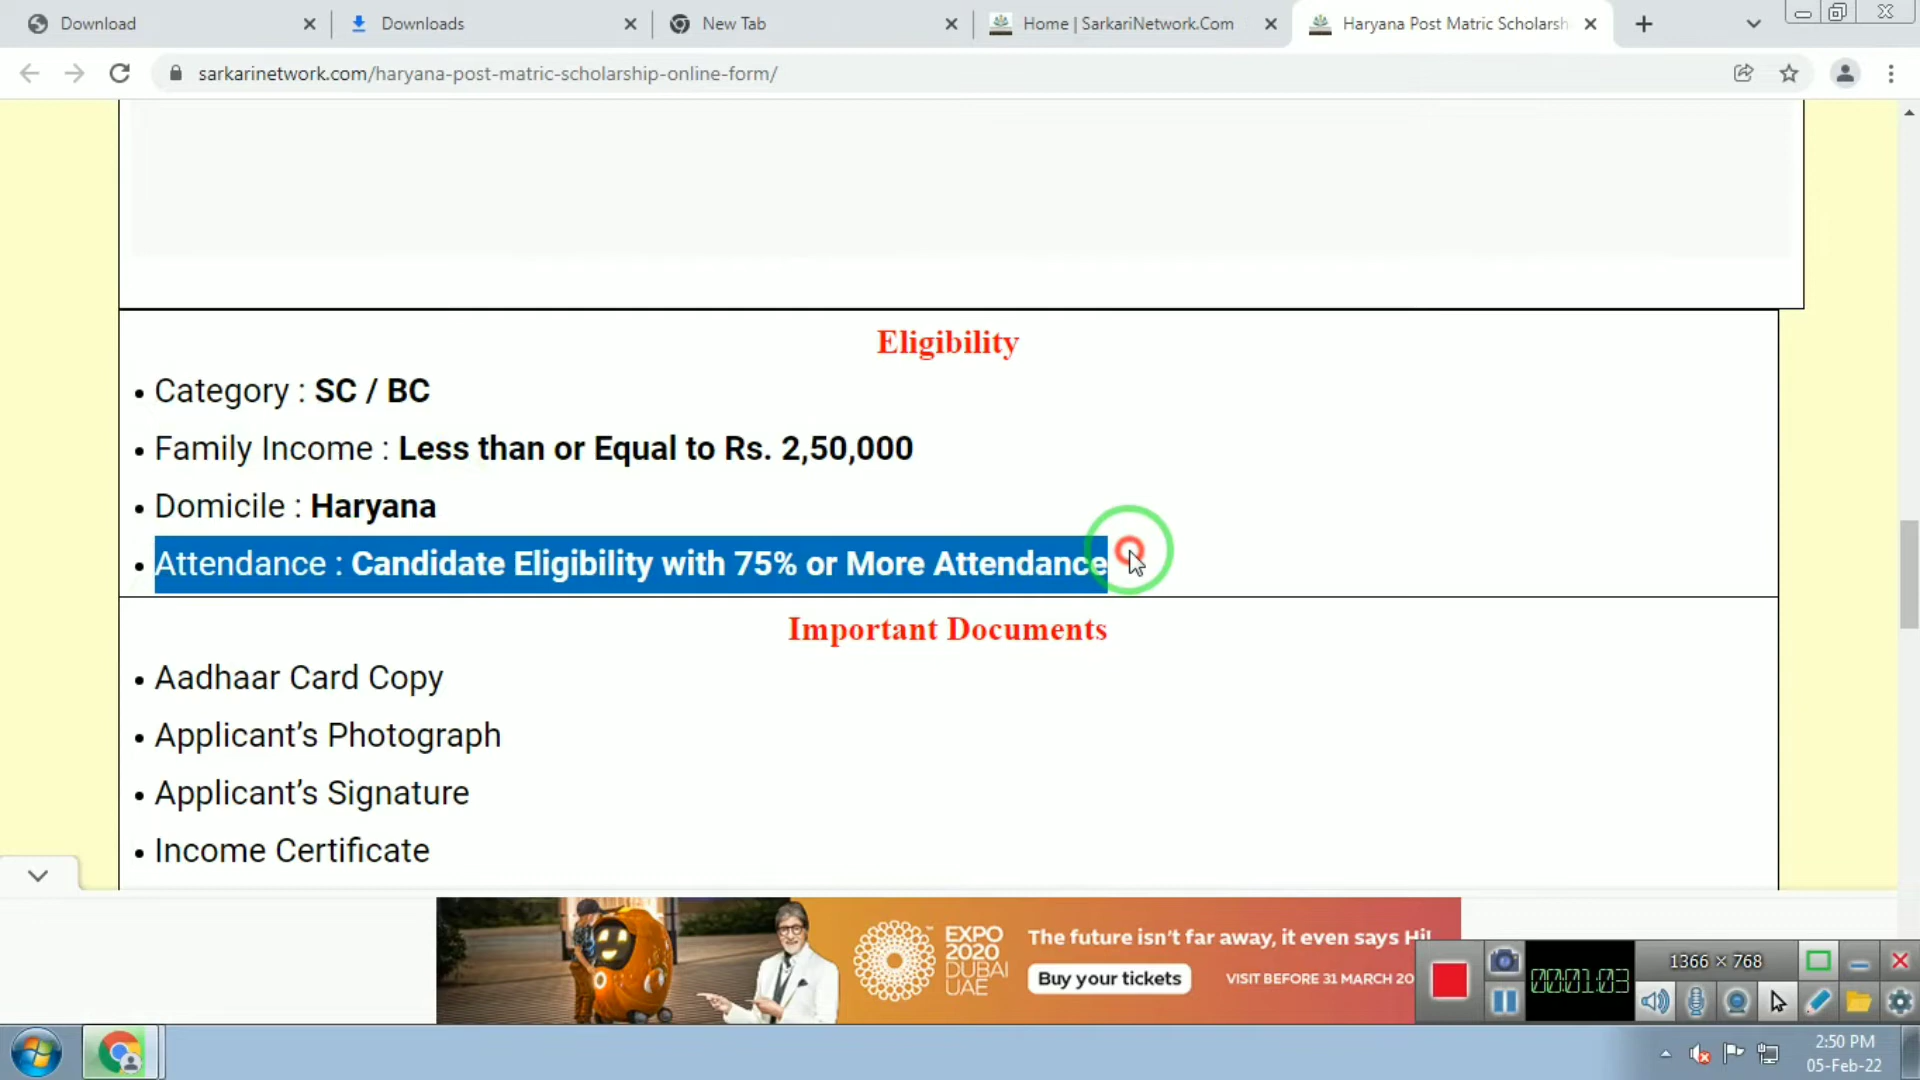 Download
Downloads
New Tab
Home | SarkariNetwork.Com
Haryana Post Matric Scholarsh
sarkarinetwork.com/haryana-post-matric-scholarship-online-form/
Eligibility
• Category : SC / BC
• Family Income : Less than or Equal to Rs. 2,50,000
• Domicile : Haryana
• Attendance : Candidate Eligibility with 75% or More Attendance
Important Documents
• Aadhaar Card Copy
• Applicant’s Photograph
• Applicant’s Signature
• Income Certificate
EXPO
2020
DUBAI
UAE
The future isn't far away, it even says Hi!
Buy your tickets
VISIT BEFORE 31 MARCH 20
00:01:03
1366 × 768
2:50 PM
05-Feb-22